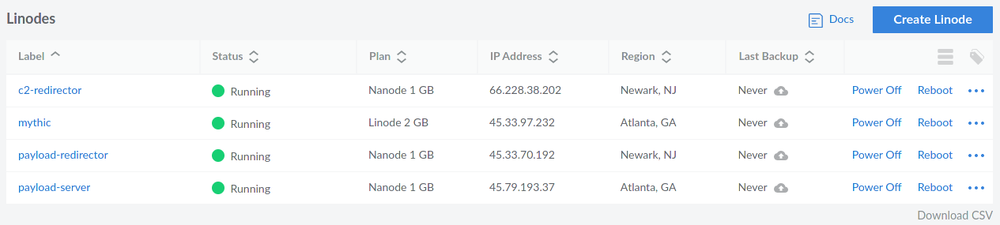 Linodes Docs Create Linode
Label Status Plan IP Address Region Last Backup
c2-redirector Running Nanode 1 GB 66.228.38.202 Newark, NJ Never Power Off Reboot ...
mythic Running Linode 2 GB 45.33.97.232 Atlanta, GA Never Power Off Reboot ...
payload-redirector Running Nanode 1 GB 45.33.70.192 Newark, NJ Never Power Off Reboot ...
payload-server Running Nanode 1 GB 45.79.193.37 Atlanta, GA Never Power Off Reboot ...
Download CSV